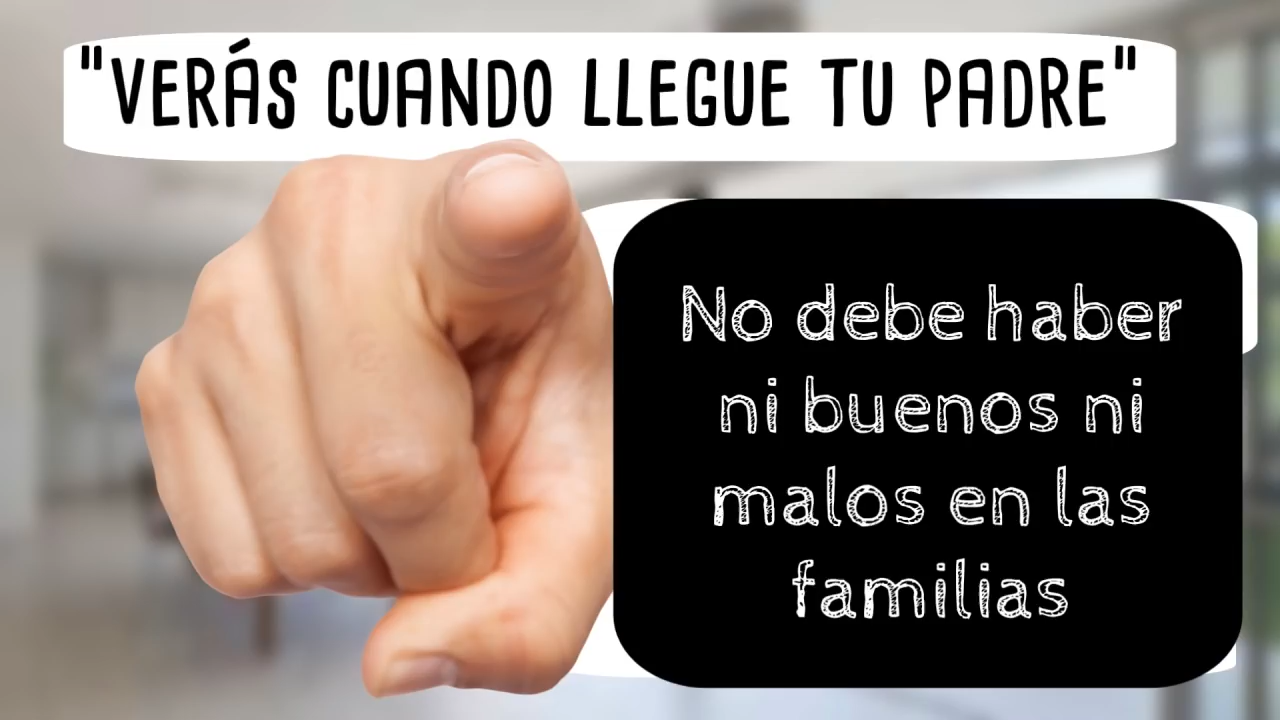 "VERÁS CUANDO LLEGUE TU PADRE"
No debe haber
ni buenos ni
malos en las
familias